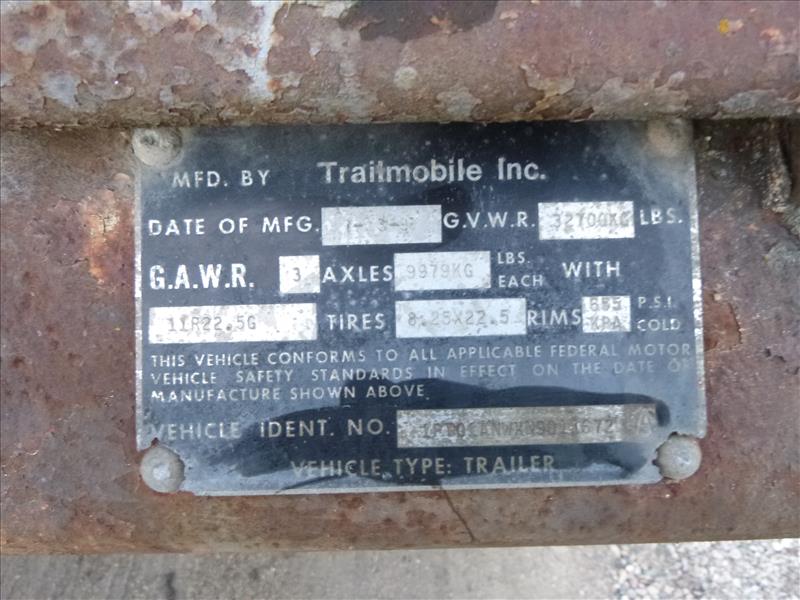 MFD. BY Trailmobile Inc.
DATE OF MFG. G.V.W.R. 32700KG LBS.
G.A.W.R. 3 AXLES 9979KG LBS. EACH WITH
11R22.5G TIRES 8.25X22.5 RIMS 655 KPA P.S.I. COLD
THIS VEHICLE CONFORMS TO ALL APPLICABLE FEDERAL MOTOR
VEHICLE SAFETY STANDARDS IN EFFECT ON THE DATE OF
MANUFACTURE SHOWN ABOVE.
VEHICLE IDENT. NO.
VEHICLE TYPE: TRAILER